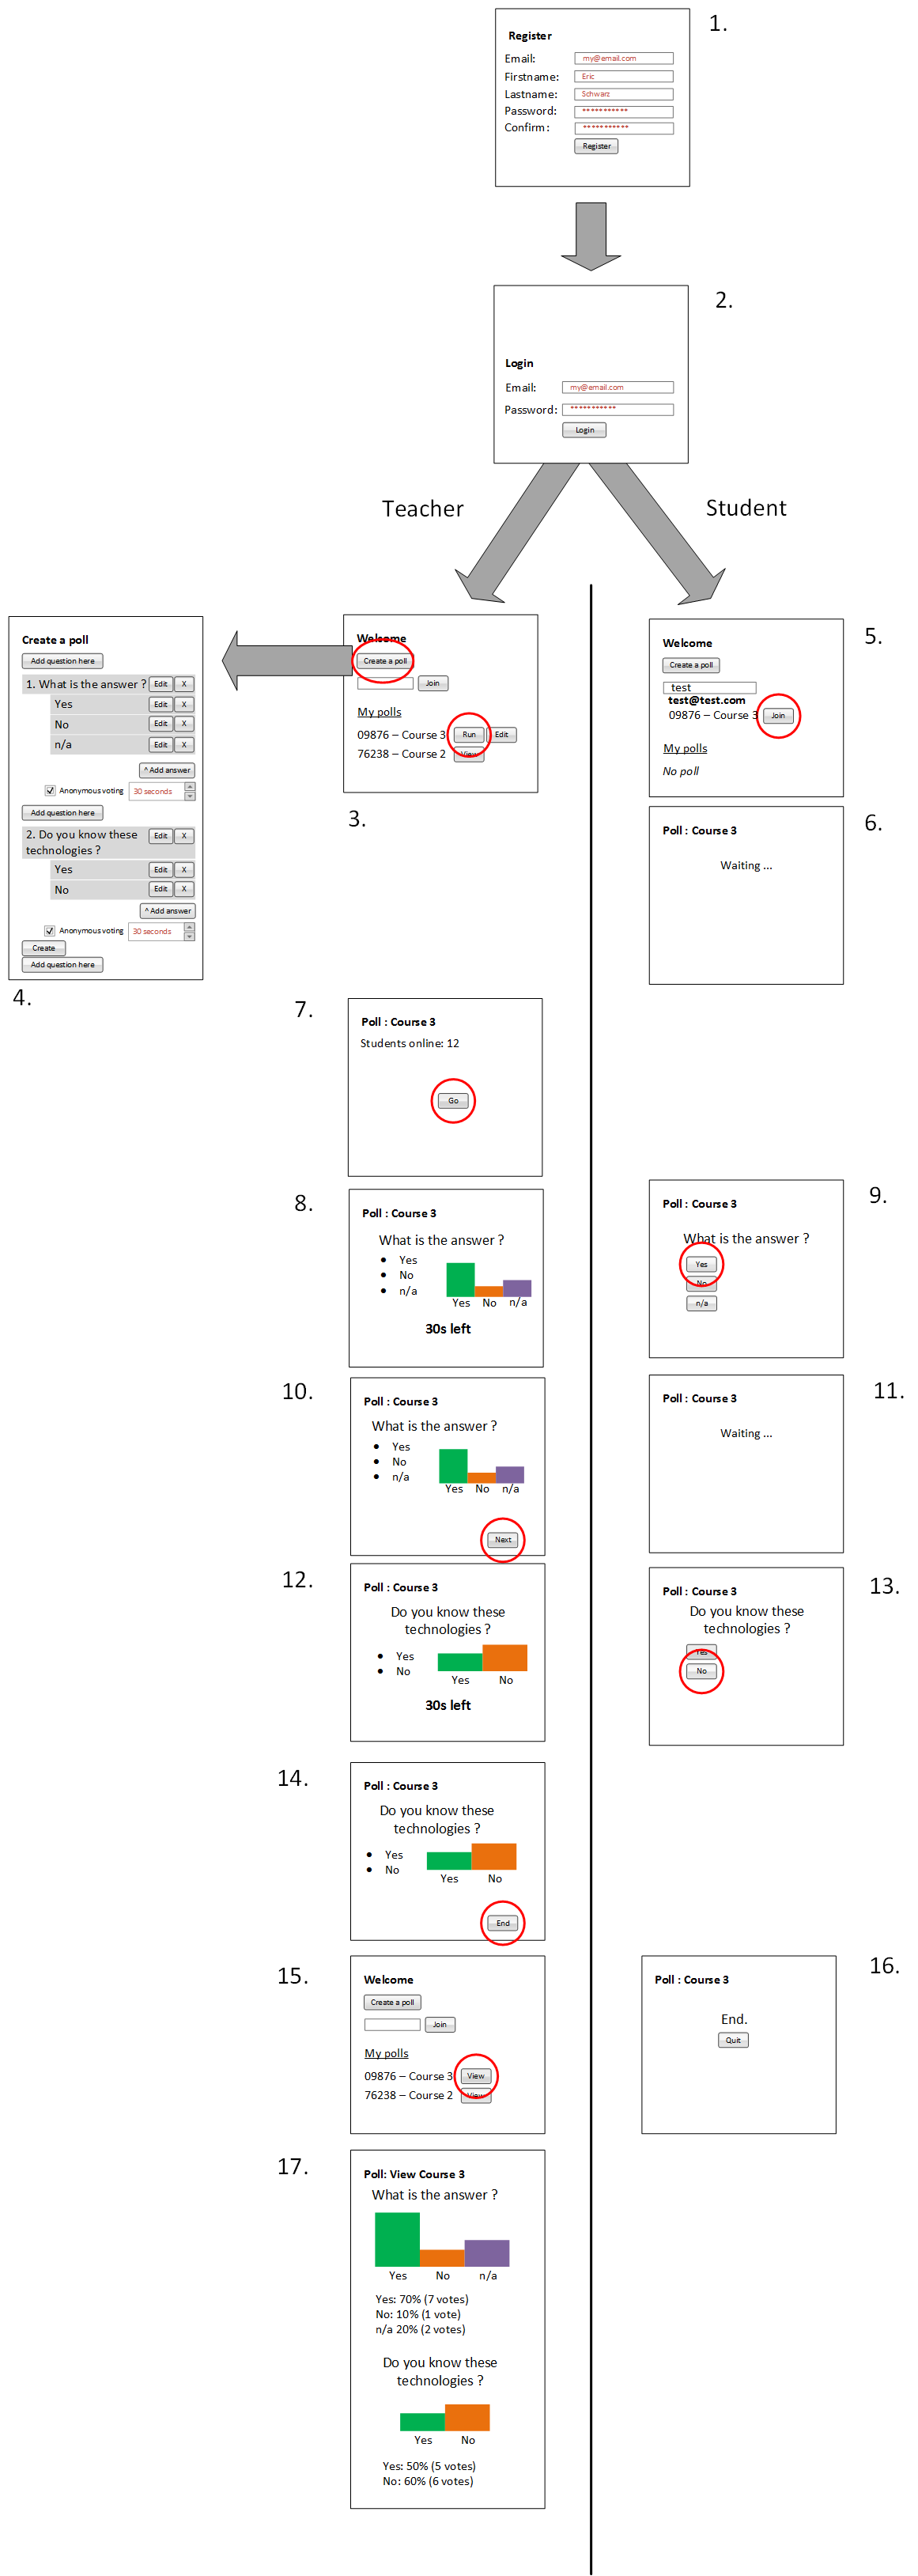 1.
Register
Email: my@email.com
Firstname: Eric
Lastname: Schwarz
Password: ***********
Confirm : ***********
Register
2.
Login
Email: my@email.com
Password: ***********
Login
Teacher
Student
Create a poll
Add question here
1. What is the answer ? Edit X
Yes Edit X
No Edit X
n/a Edit X
^ Add answer
Anonymous voting 30 seconds
Add question here
2. Do you know these technologies ? Edit X
Yes Edit X
No Edit X
^ Add answer
Anonymous voting 30 seconds
Create
Add question here
4.
Welcome
Create a poll
Join
My polls
09876 – Course 3 Run Edit
76238 – Course 2 View
3.
5.
Welcome
Create a poll
test
test@test.com
09876 – Course 3 Join
My polls
No poll
6.
Poll : Course 3
Waiting ...
7.
Poll : Course 3
Students online: 12
Go
8.
Poll : Course 3
What is the answer ?
• Yes
• No
• n/a
Yes No n/a
30s left
9.
Poll : Course 3
What is the answer ?
Yes
No
n/a
10.
Poll : Course 3
What is the answer ?
• Yes
• No
• n/a
Yes No n/a
Next
11.
Poll : Course 3
Waiting ...
12.
Poll : Course 3
Do you know these
technologies ?
• Yes
• No
Yes No
30s left
13.
Poll : Course 3
Do you know these
technologies ?
Yes
No
14.
Poll : Course 3
Do you know these
technologies ?
• Yes
• No
Yes No
End
15.
Welcome
Create a poll
Join
My polls
09876 – Course 3 View
76238 – Course 2 View
16.
Poll : Course 3
End.
Quit
17.
Poll: View Course 3
What is the answer ?
Yes No n/a
Yes: 70% (7 votes)
No: 10% (1 vote)
n/a 20% (2 votes)
Do you know these
technologies ?
Yes No
Yes: 50% (5 votes)
No: 60% (6 votes)